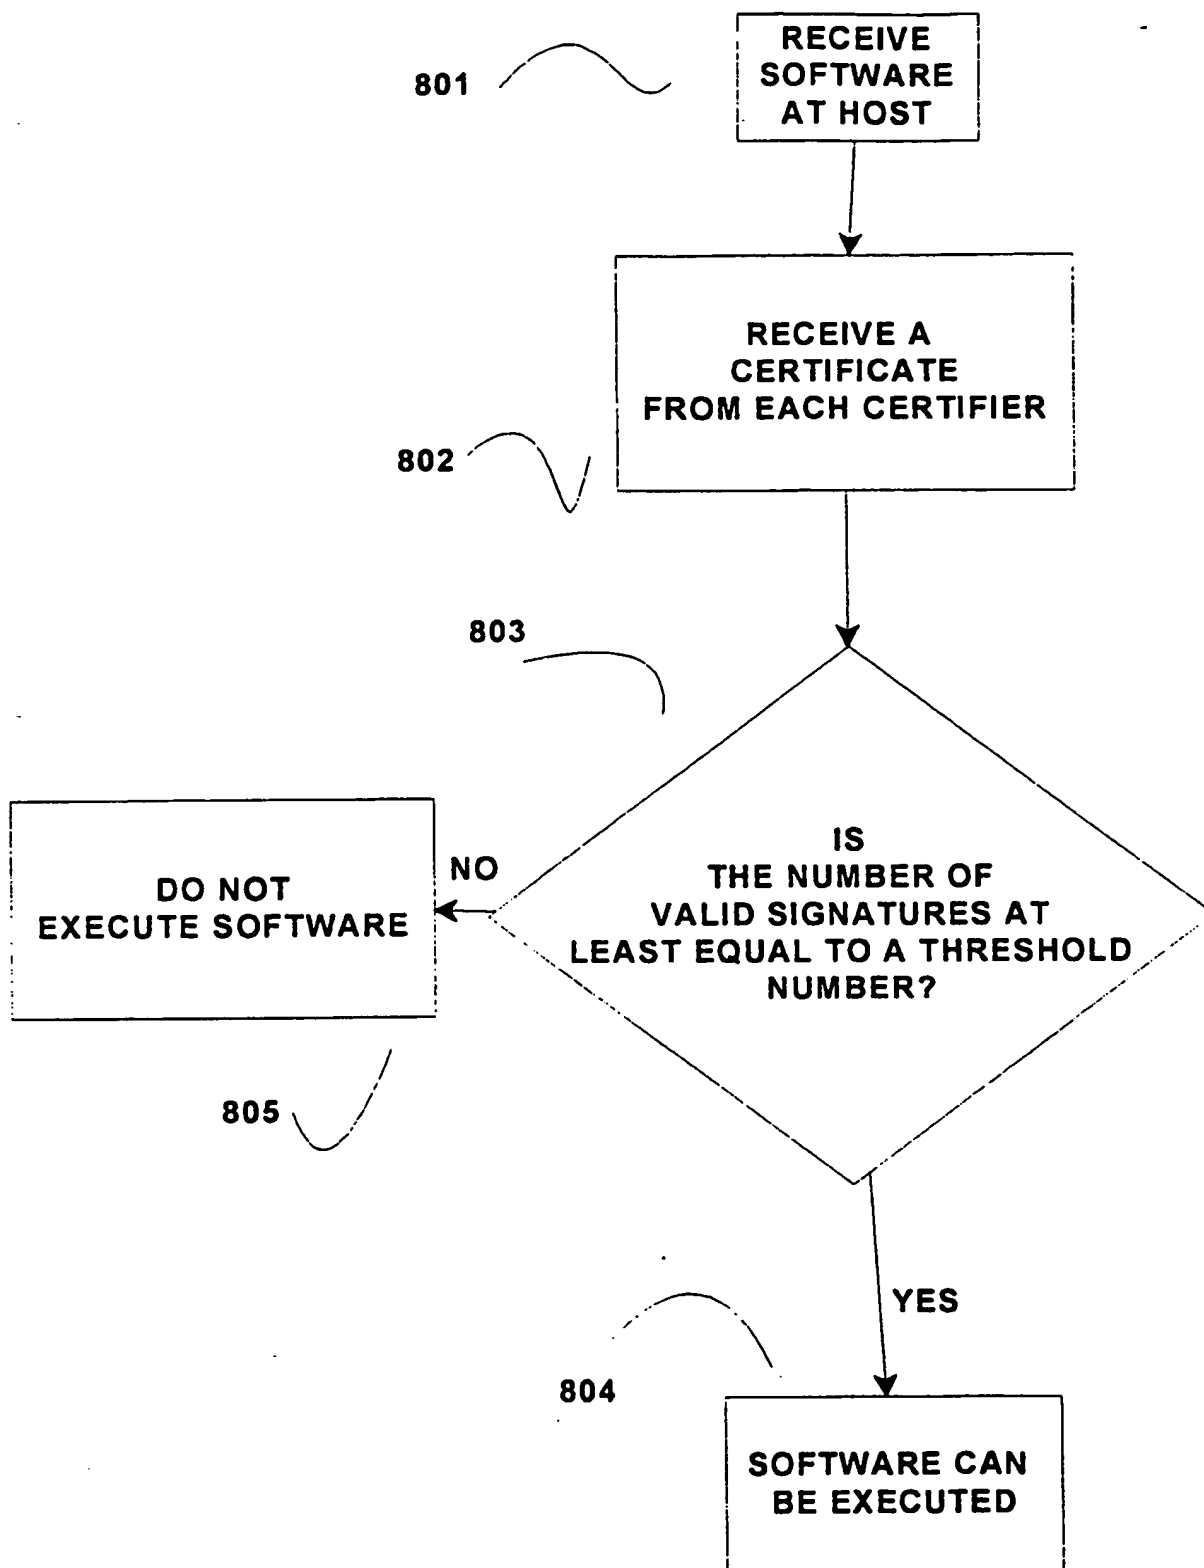 801
RECEIVE
SOFTWARE
AT HOST
RECEIVE A
CERTIFICATE
FROM EACH CERTIFIER
802
803
IS
THE NUMBER OF
VALID SIGNATURES AT
LEAST EQUAL TO A THRESHOLD
NUMBER?
NO
DO NOT
EXECUTE SOFTWARE
805
YES
804
SOFTWARE CAN
BE EXECUTED